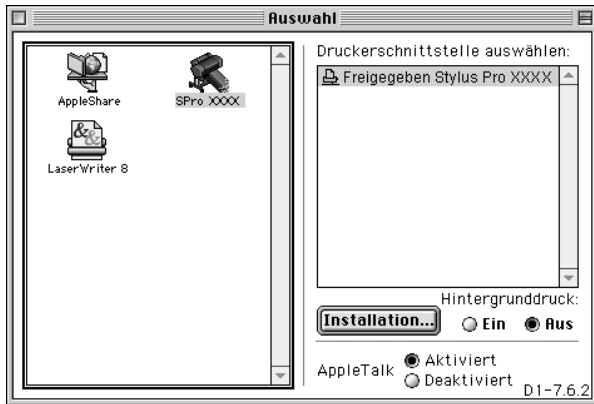 Auswahl
AppleShare
SPro XXXX
LaserWriter 8
Druckerschnittstelle auswählen:
Freigegeben Stylus Pro XXXX
Hintergrunddruck:
Installation...
Ein
Aus
AppleTalk
Aktiviert
Deaktiviert
D1-7.6.2